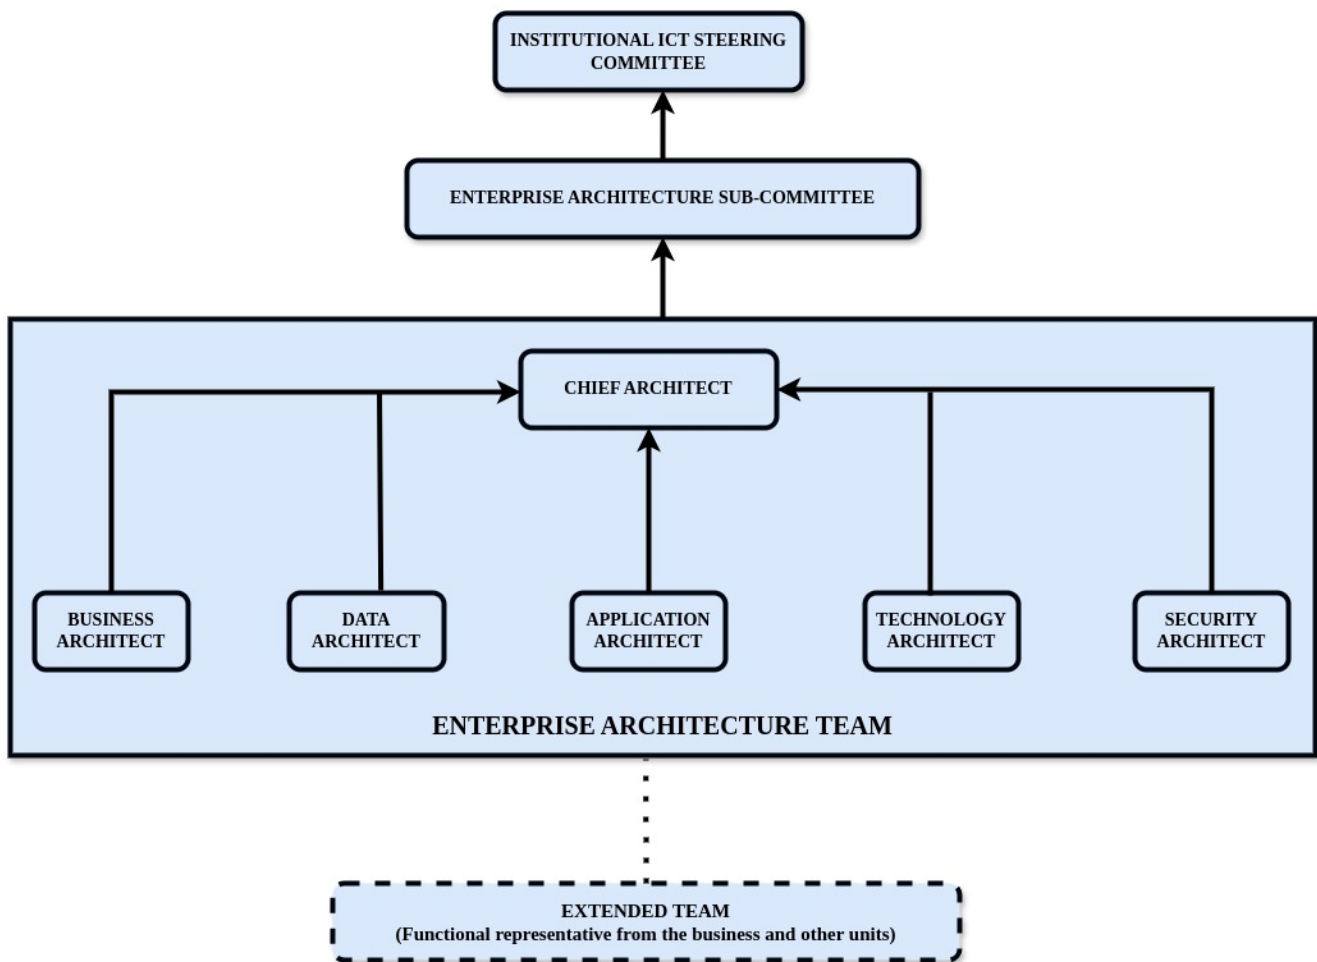 INSTITUTIONAL ICT STEERING
COMMITTEE
ENTERPRISE ARCHITECTURE SUB-COMMITTEE
CHIEF ARCHITECT
BUSINESS
ARCHITECT
DATA
ARCHITECT
APPLICATION
ARCHITECT
TECHNOLOGY
ARCHITECT
SECURITY
ARCHITECT
ENTERPRISE ARCHITECTURE TEAM
EXTENDED TEAM
(Functional representative from the business and other units)